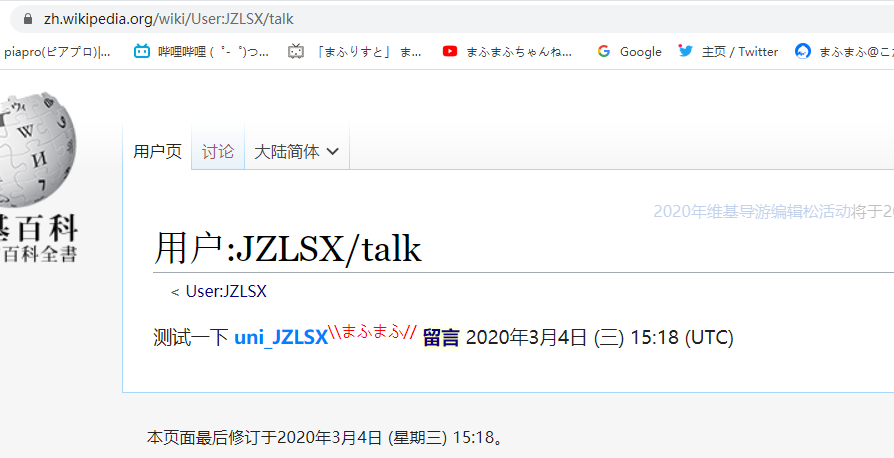 zh.wikipedia.org/wiki/User:JZLSX/talk
piapro(ピアプロ)|... 哔哩哔哩 ( ゜- ゜)つ... 「まふりすと」 ま... まふまふちゃんね... Google 主页 / Twitter まふまふ@こ
用户页 讨论 大陆简体
基百科
百科全書
2020年维基导游编辑松活动将于2
用户:JZLSX/talk
< User:JZLSX
测试一下 uni_JZLSX\\まふまふ// 留言 2020年3月4日 (三) 15:18 (UTC)
本页面最后修订于2020年3月4日 (星期三) 15:18。